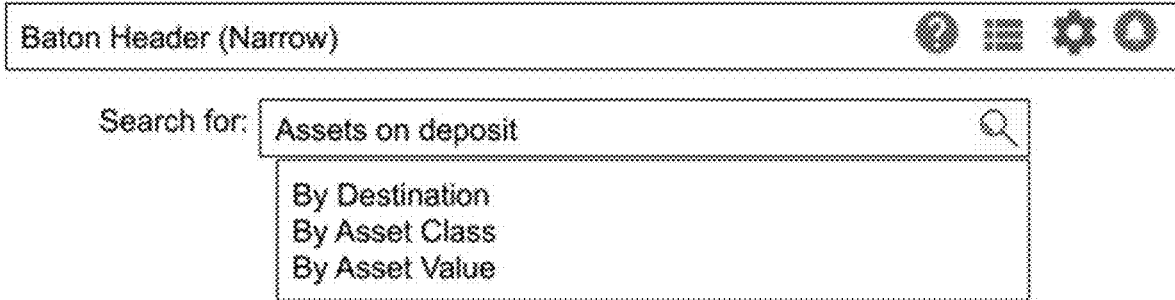 Baton Header (Narrow)
Search for: Assets on deposit
By Destination
By Asset Class
By Asset Value